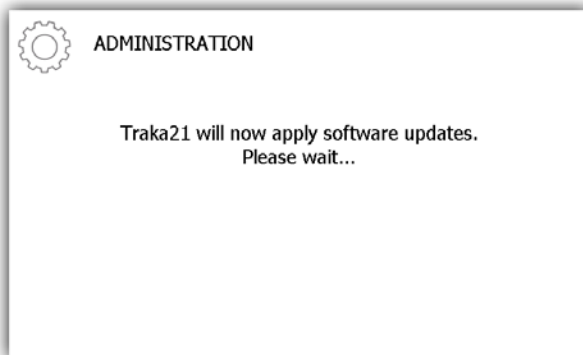 ADMINISTRATION
Traka21 will now apply software updates.
Please wait...